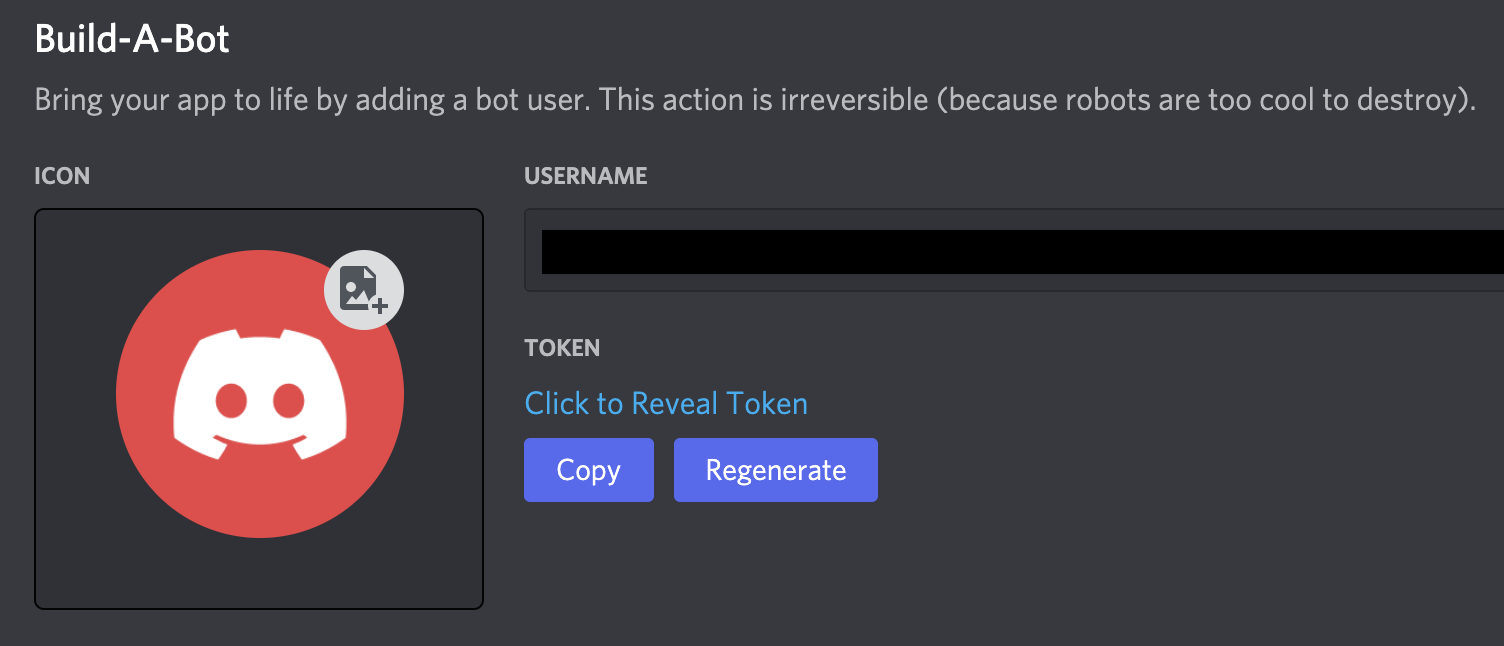 Build-A-Bot
Bring your app to life by adding a bot user. This action is irreversible (because robots are too cool to destroy).
ICON
USERNAME
TOKEN
Click to Reveal Token
Copy
Regenerate